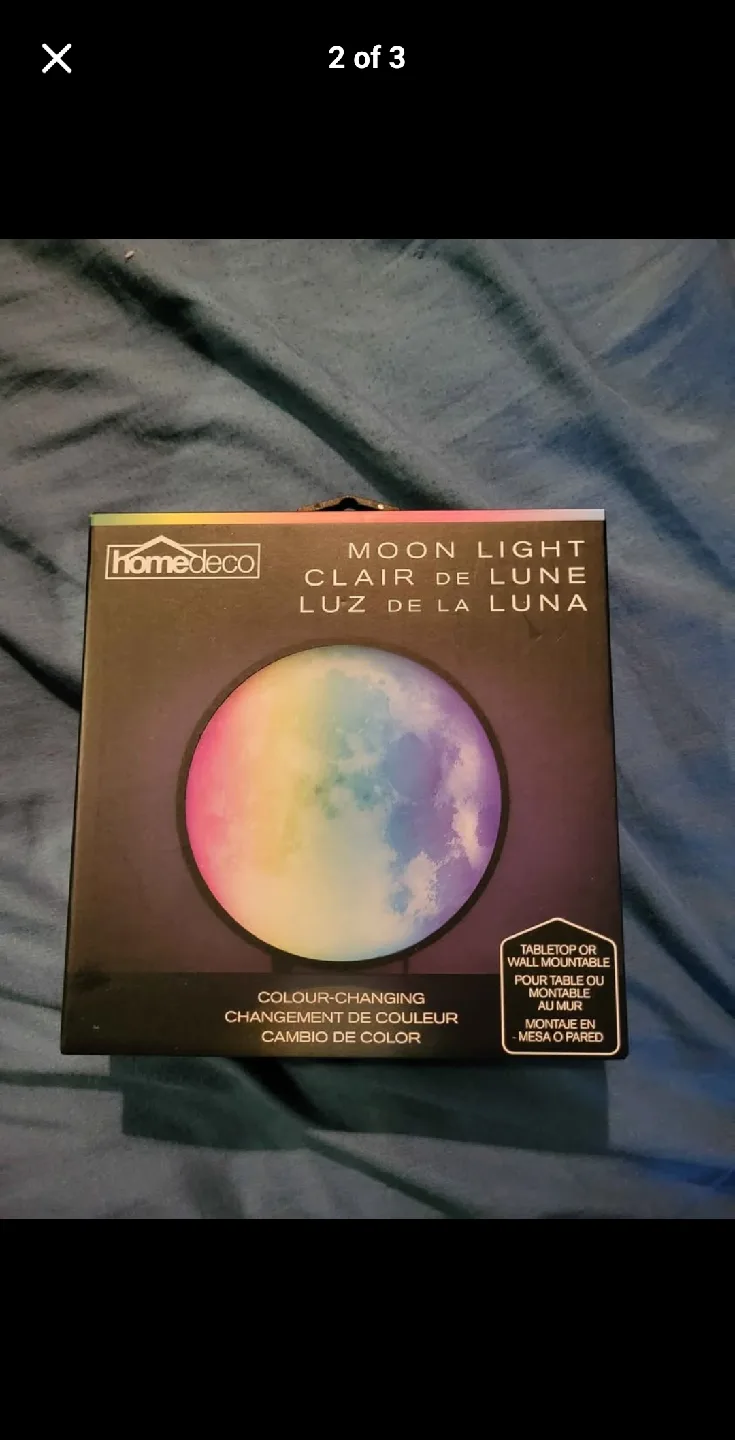 2 of 3
homedeco
MOON LIGHT
CLAIR DE LUNE
LUZ DE LA LUNA
TABLETOP OR
WALL MOUNTABLE
POUR TABLE OU
MONTABLE
AU MUR
MONTAJE EN
MESA O PARED
COLOUR-CHANGING
CHANGEMENT DE COULEUR
CAMBIO DE COLOR